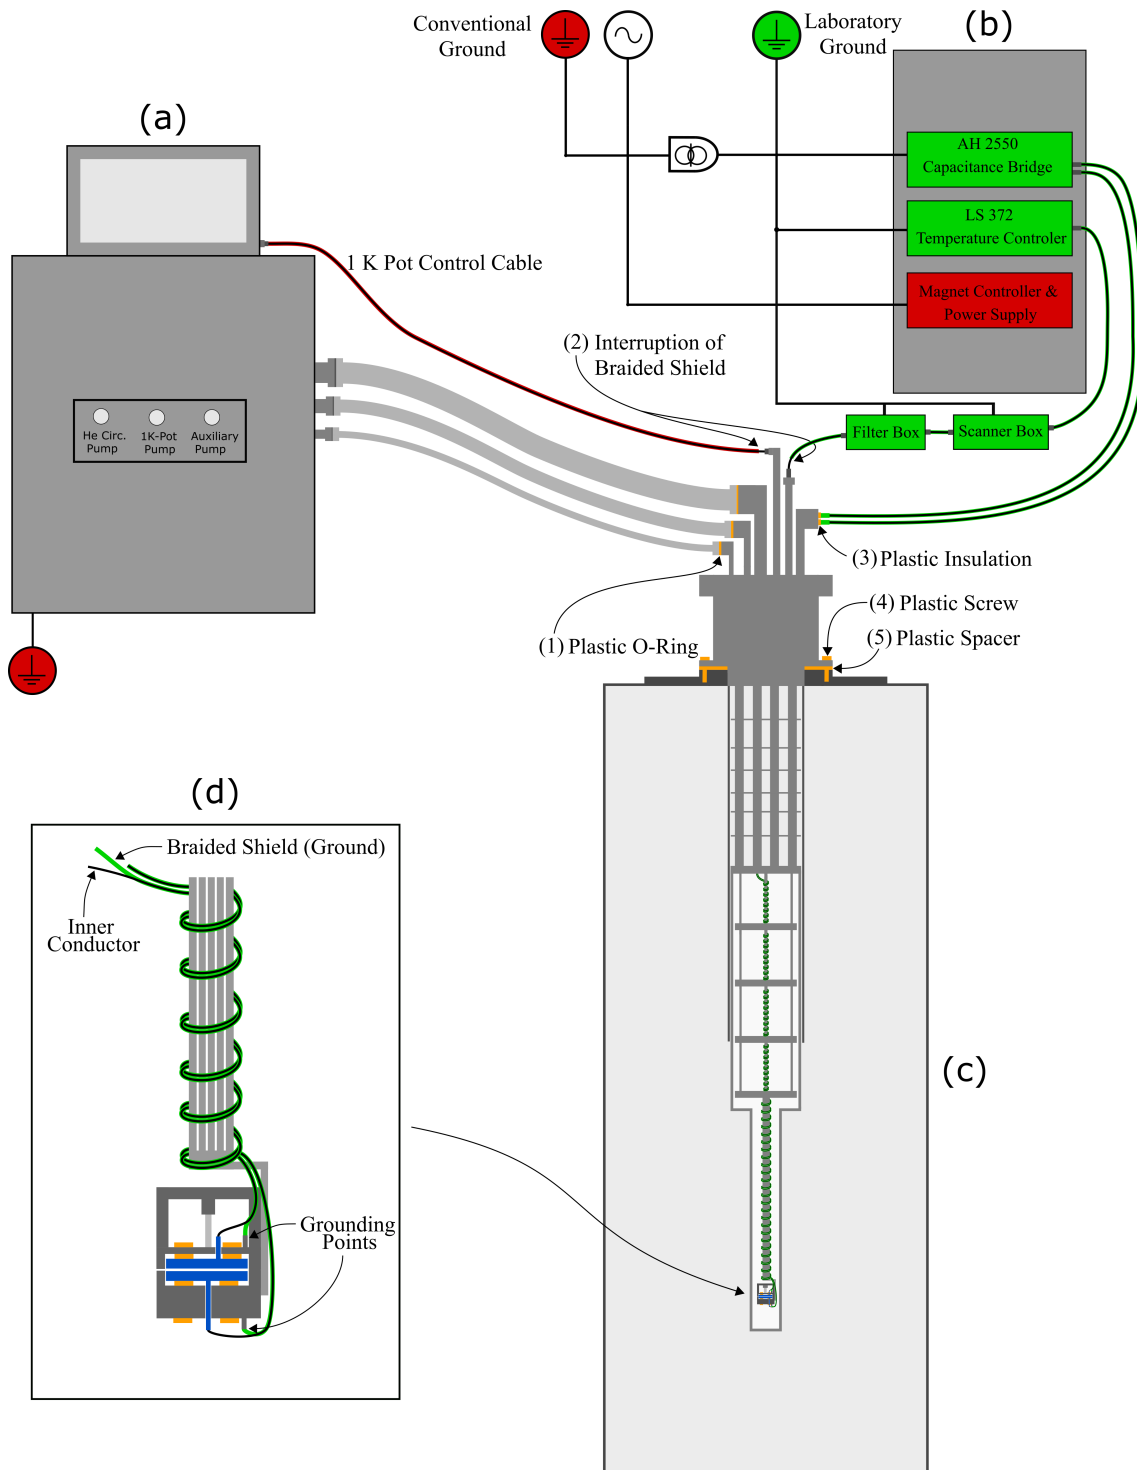 Conventional
Ground
Laboratory
Ground
(b)
(a)
AH 2550
Capacitance Bridge
LS 372
Temperature Controler
Magnet Controller &
Power Supply
1 K Pot Control Cable
(2) Interruption of
Braided Shield
Filter Box
Scanner Box
He Circ.
Pump
1K-Pot
Pump
Auxiliary
Pump
(3) Plastic Insulation
(4) Plastic Screw
(1) Plastic O-Ring
(5) Plastic Spacer
(d)
Braided Shield (Ground)
Inner
Conductor
(c)
Grounding
Points